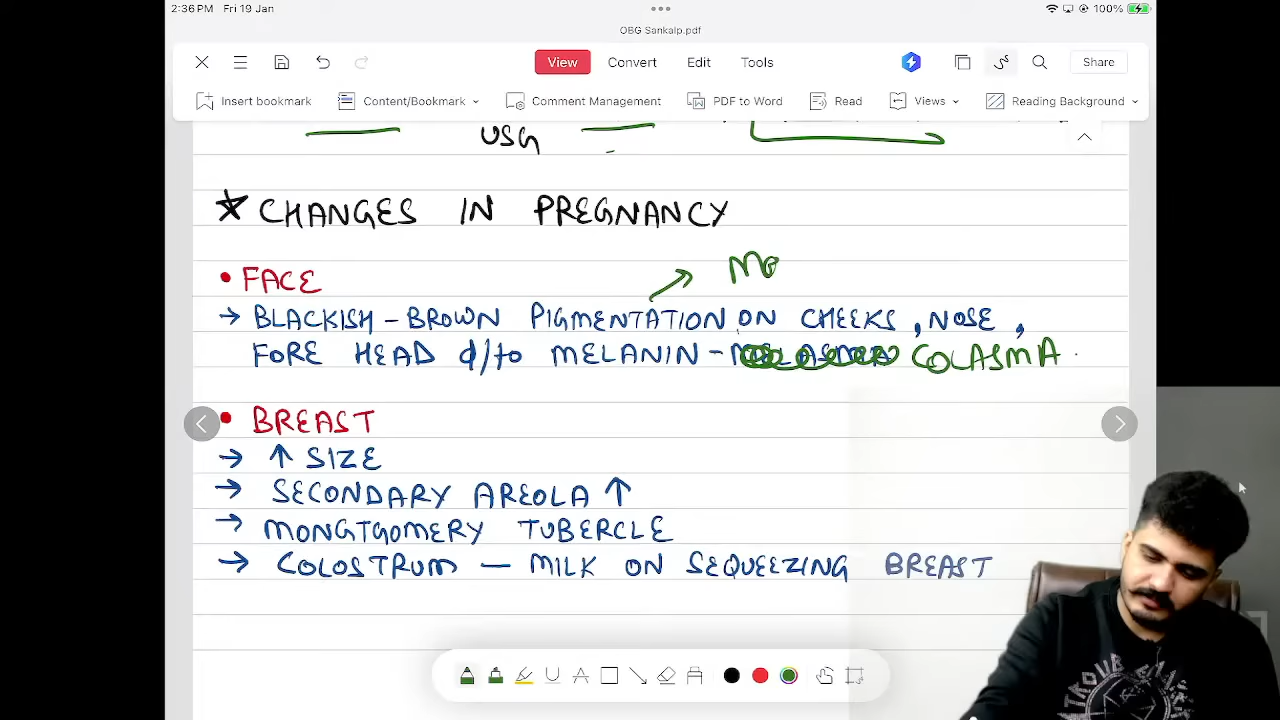 2:36 PM Fri 19 Jan
100%
OBG Sankalp.pdf
View Convert Edit Tools Share
Insert bookmark Content/Bookmark Comment Management PDF to Word Read Views Reading Background
USG
CHANGES IN PREGNANCY
• FACE
→ BLACKISH-BROWN PIGMENTATION ON CHEEKS, NOSE,
FORE HEAD d/to MELANIN - COLASMA
• BREAST
→ ↑ SIZE
→ SECONDARY AREOLA ↑
→ MONGTGOMERY TUBERCLE
→ COLOSTRUM — MILK ON SEQUEEZING BREAST